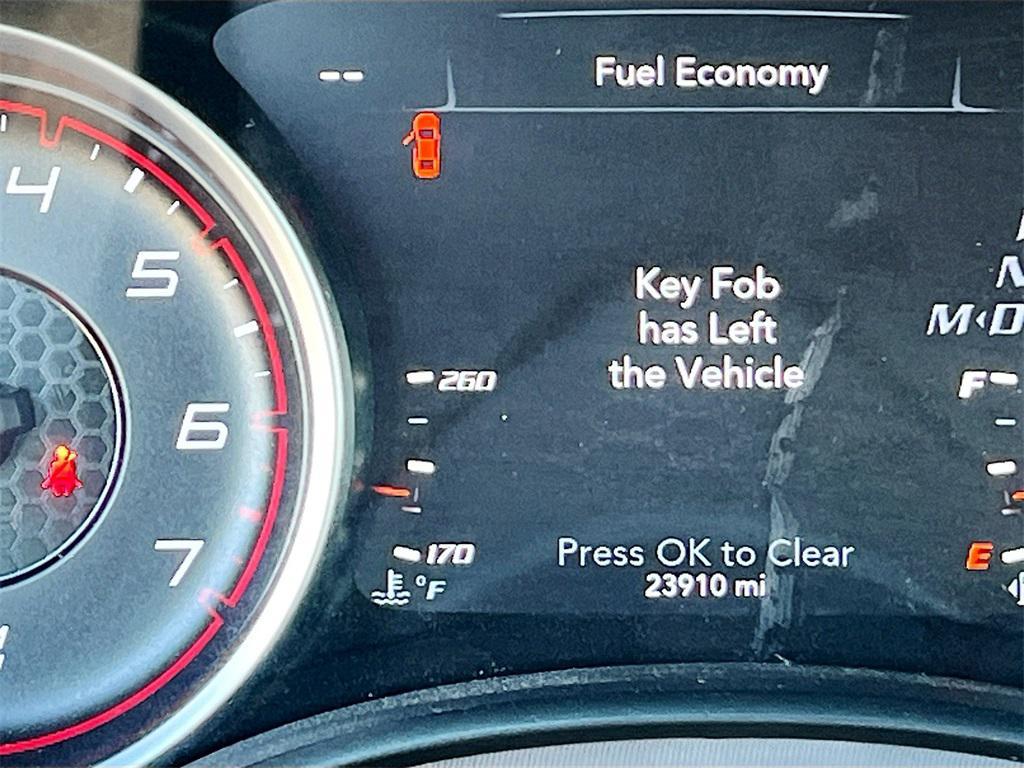 --
Fuel Economy
4
5
6
7
Key Fob
has Left
the Vehicle
260
170
°F
N
M◂D
F
E
Press OK to Clear
23910 mi